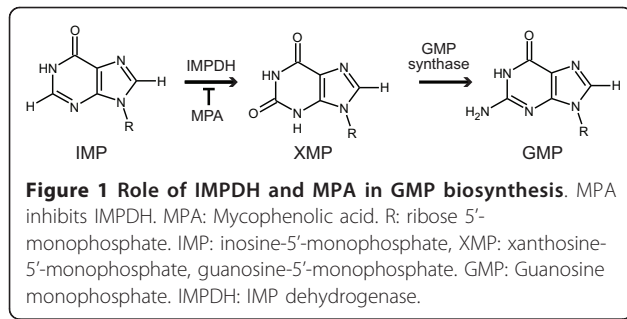 O
O
O
HN
N
IMPDH
HN
N
GMP
synthase
HN
N
H
H
H
H
N
N
MPA
O
N
H
N
H₂N
N
N
R
R
R
IMP
XMP
GMP
Figure 1 Role of IMPDH and MPA in GMP biosynthesis. MPA
inhibits IMPDH. MPA: Mycophenolic acid. R: ribose 5'-
monophosphate. IMP: inosine-5'-monophosphate, XMP: xanthosine-
5'-monophosphate, guanosine-5'-monophosphate. GMP: Guanosine
monophosphate. IMPDH: IMP dehydrogenase.